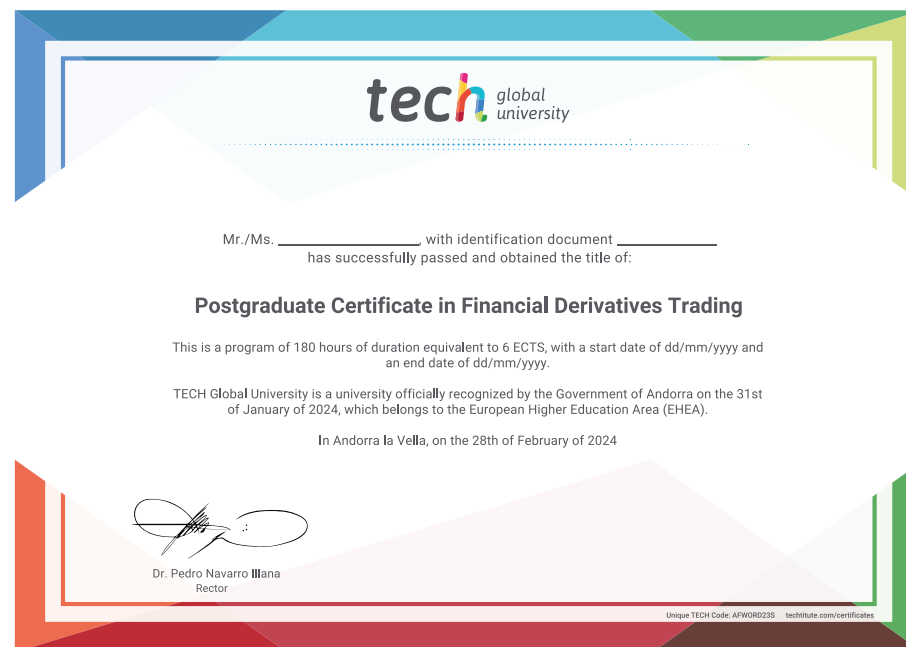 tech global university
Mr./Ms. ____________, with identification document ____________
has successfully passed and obtained the title of:
Postgraduate Certificate in Financial Derivatives Trading
This is a program of 180 hours of duration equivalent to 6 ECTS, with a start date of dd/mm/yyyy and
an end date of dd/mm/yyyy.
TECH Global University is a university officially recognized by the Government of Andorra on the 31st
of January of 2024, which belongs to the European Higher Education Area (EHEA).
In Andorra la Vella, on the 28th of February of 2024
Dr. Pedro Navarro Illana
Rector
Unique TECH Code: AFWORD23S techtitute.com/certificates